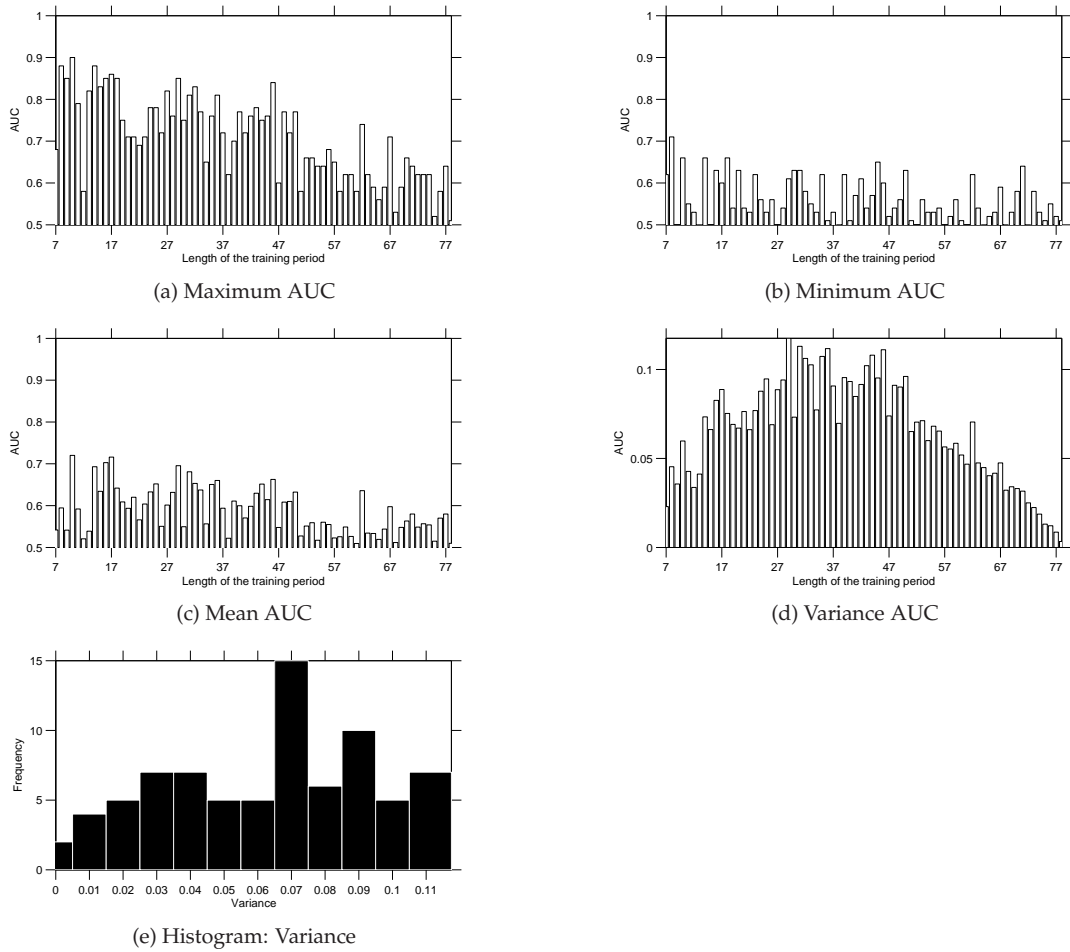 1
0.9
0.8
0.7
0.6
0.5
AUC
7 17 27 37 47 57 67 77
Length of the training period
(a) Maximum AUC
1
0.9
0.8
0.7
0.6
0.5
AUC
7 17 27 37 47 57 67 77
Length of the training period
(b) Minimum AUC
1
0.9
0.8
0.7
0.6
0.5
AUC
7 17 27 37 47 57 67 77
Length of the training period
(c) Mean AUC
0.1
0.05
0
AUC
7 17 27 37 47 57 67 77
Length of the training period
(d) Variance AUC
15
10
5
0
Frequency
0 0.01 0.02 0.03 0.04 0.05 0.06 0.07 0.08 0.09 0.1 0.11
Variance
(e) Histogram: Variance